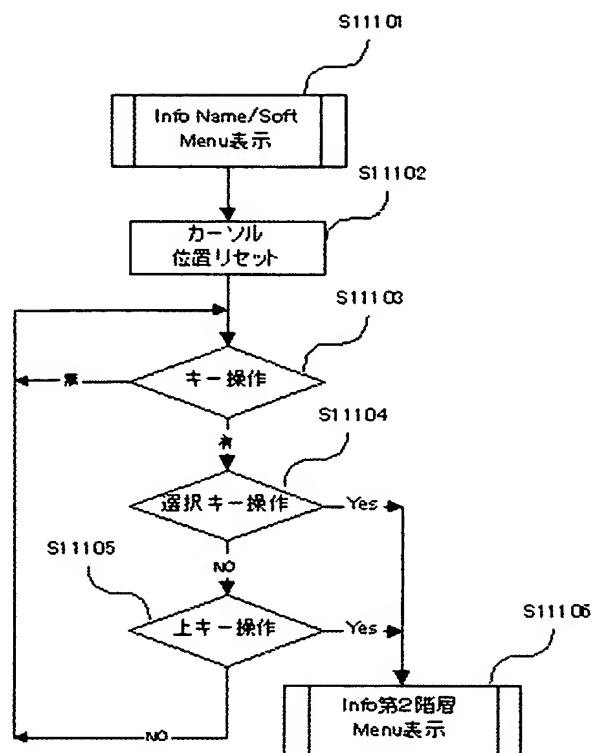 S11101
Info Name/Soft
Menu表示
S11102
カーソル
位置リセット
S11103
キー操作
無
S11104
有
選択キー操作
Yes
S11105
NO
上キー操作
Yes
S11106
Info第2階層
Menu表示
NO